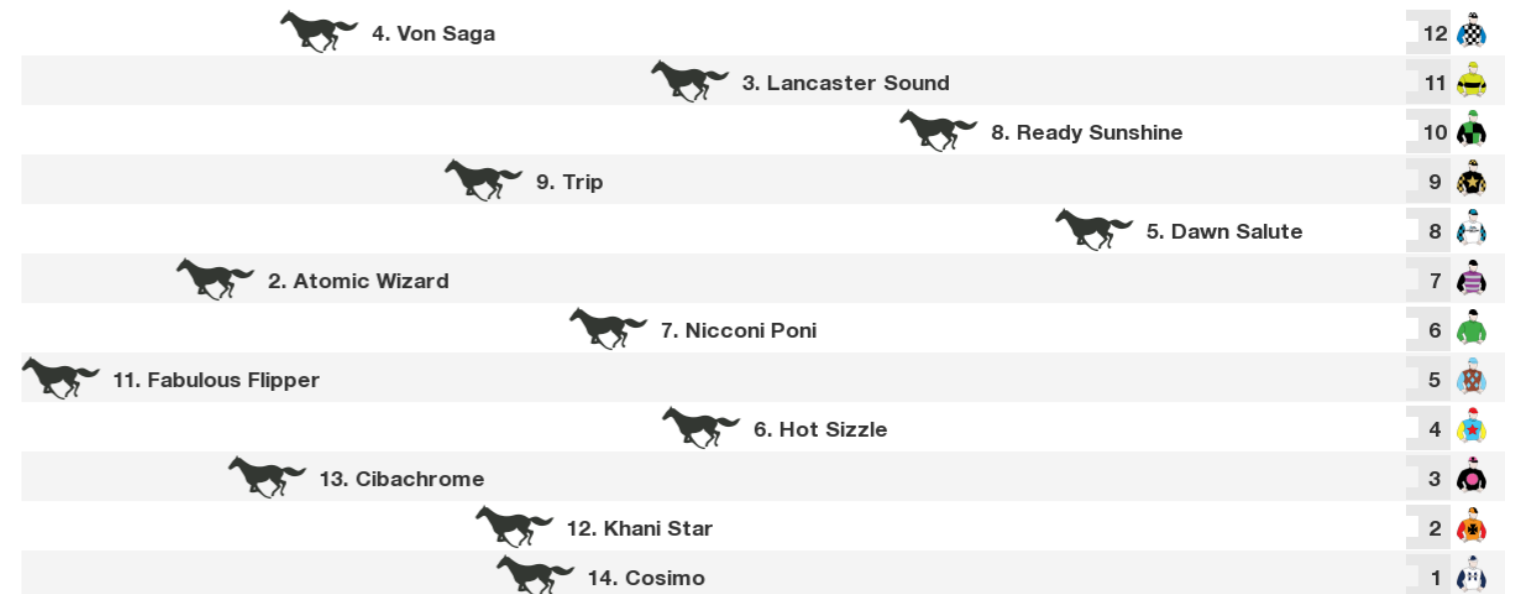 4. Von Saga 12
3. Lancaster Sound 11
8. Ready Sunshine 10
9. Trip 9
5. Dawn Salute 8
2. Atomic Wizard 7
7. Nicconi Poni 6
11. Fabulous Flipper 5
6. Hot Sizzle 4
13. Cibachrome 3
12. Khani Star 2
14. Cosimo 1